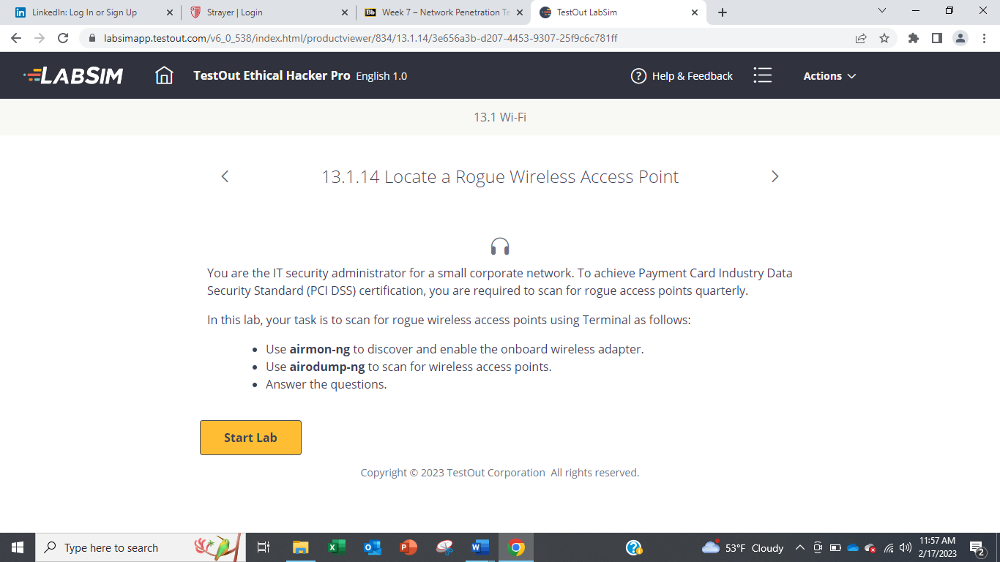 LinkedIn: Log In or Sign Up
Strayer | Login
Bb Week 7 – Network Penetration Te
TestOut LabSim
labsimapp.testout.com/v6_0_538/index.html/productviewer/834/13.1.14/3e656a3b-d207-4453-9307-25f9c6c781ff
LABSIM
TestOut Ethical Hacker Pro English 1.0
Help & Feedback
Actions
13.1 Wi-Fi
13.1.14 Locate a Rogue Wireless Access Point
You are the IT security administrator for a small corporate network. To achieve Payment Card Industry Data
Security Standard (PCI DSS) certification, you are required to scan for rogue access points quarterly.
In this lab, your task is to scan for rogue wireless access points using Terminal as follows:
• Use airmon-ng to discover and enable the onboard wireless adapter.
• Use airodump-ng to scan for wireless access points.
• Answer the questions.
Start Lab
Copyright © 2023 TestOut Corporation All rights reserved.
Type here to search
53°F Cloudy
11:57 AM
2/17/2023
2